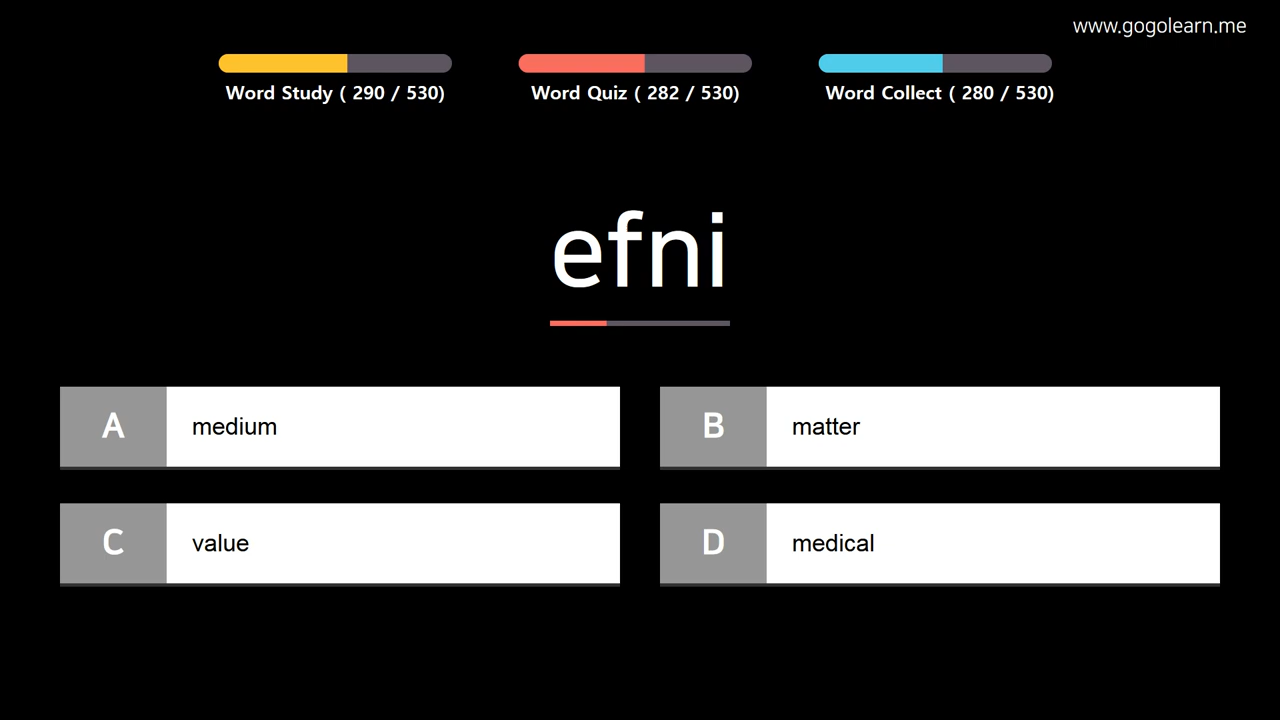 www.gogolearn.me
Word Study ( 290 / 530)
Word Quiz ( 282 / 530)
Word Collect ( 280 / 530)
efni
A medium
B matter
C value
D medical